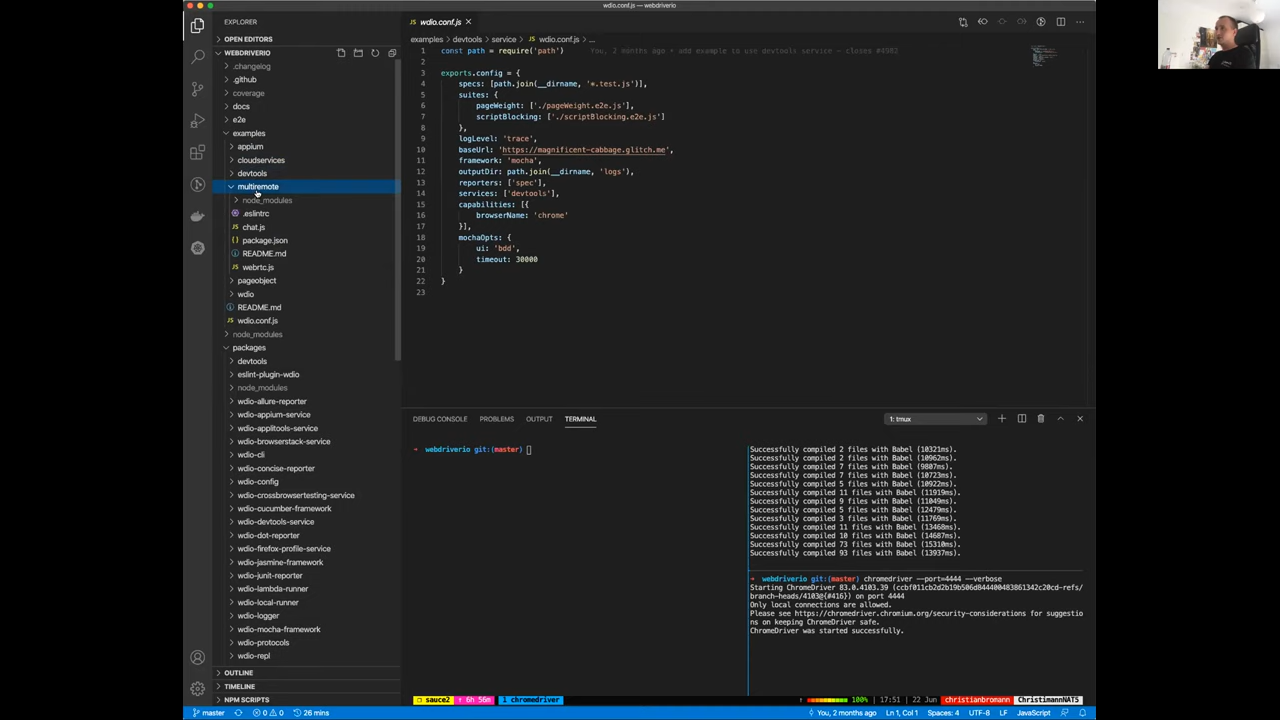 wdio.conf.js — webdriverio
EXPLORER
OPEN EDITORS
WEBDRIVERIO
.changelog
.github
coverage
docs
e2e
examples
appium
cloudservices
devtools
multiremote
node_modules
.eslintrc
JS chat.js
{} package.json
README.md
JS webrtc.js
pageobject
wdio
README.md
JS wdio.conf.js
node_modules
packages
devtools
eslint-plugin-wdio
node_modules
wdio-allure-reporter
wdio-appium-service
wdio-applitools-service
wdio-browserstack-service
wdio-cli
wdio-concise-reporter
wdio-config
wdio-crossbrowsertesting-service
wdio-cucumber-framework
wdio-devtools-service
wdio-dot-reporter
wdio-firefox-profile-service
wdio-jasmine-framework
wdio-junit-reporter
wdio-lambda-runner
wdio-local-runner
wdio-logger
wdio-mocha-framework
wdio-protocols
wdio-repl
OUTLINE
TIMELINE
NPM SCRIPTS
JS wdio.conf.js
examples > devtools > service > JS wdio.conf.js > ...
1 const path = require('path') You, 2 months ago • add example to use devtools service – closes #4982
2
3 exports.config = {
4 specs: [path.join(__dirname, '*.test.js')],
5 suites: {
6 pageWeight: ['./pageWeight.e2e.js'],
7 scriptBlocking: ['./scriptBlocking.e2e.js']
8 },
9 logLevel: 'trace',
10 baseUrl: 'https://magnificent-cabbage.glitch.me',
11 framework: 'mocha',
12 outputDir: path.join(__dirname, 'logs'),
13 reporters: ['spec'],
14 services: ['devtools'],
15 capabilities: [{
16 browserName: 'chrome'
17 }],
18 mochaOpts: {
19 ui: 'bdd',
20 timeout: 30000
21 }
22 }
23
DEBUG CONSOLE PROBLEMS OUTPUT TERMINAL 1: tmux
→ webdriverio git:(master)
Successfully compiled 2 files with Babel (10321ms).
Successfully compiled 2 files with Babel (10962ms).
Successfully compiled 7 files with Babel (9807ms).
Successfully compiled 7 files with Babel (10723ms).
Successfully compiled 5 files with Babel (10922ms).
Successfully compiled 11 files with Babel (11919ms).
Successfully compiled 9 files with Babel (11049ms).
Successfully compiled 5 files with Babel (12479ms).
Successfully compiled 3 files with Babel (11769ms).
Successfully compiled 11 files with Babel (13468ms).
Successfully compiled 10 files with Babel (14687ms).
Successfully compiled 73 files with Babel (15310ms).
Successfully compiled 93 files with Babel (13937ms).
→ webdriverio git:(master) chromedriver --port=4444 --verbose
Starting ChromeDriver 83.0.4103.39 (ccbf011cb2d2b19b506d844400483861342c20cd-refs/
branch-heads/4103@{#416}) on port 4444
Only local connections are allowed.
Please see https://chromedriver.chromium.org/security-considerations for suggestio
ns on keeping ChromeDriver safe.
ChromeDriver was started successfully.
❐ sauce2 ↑ 6h 56m 1 chromedriver ↑ 100% | 17:51 | 22 Jun christianbromann ChristimannNATS
master 0 0 26 mins You, 2 months ago Ln 1, Col 1 Spaces: 4 UTF-8 LF JavaScript